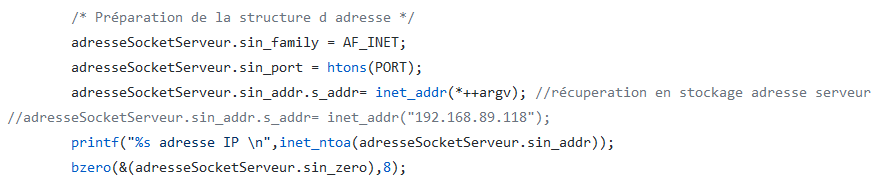 /* Préparation de la structure d adresse */
adresseSocketServeur.sin_family = AF_INET;
adresseSocketServeur.sin_port = htons(PORT);
adresseSocketServeur.sin_addr.s_addr= inet_addr(*++argv); //récuperation en stockage adresse serveur
//adresseSocketServeur.sin_addr.s_addr= inet_addr("192.168.89.118");
printf("%s adresse IP \n",inet_ntoa(adresseSocketServeur.sin_addr));
bzero(&(adresseSocketServeur.sin_zero),8);